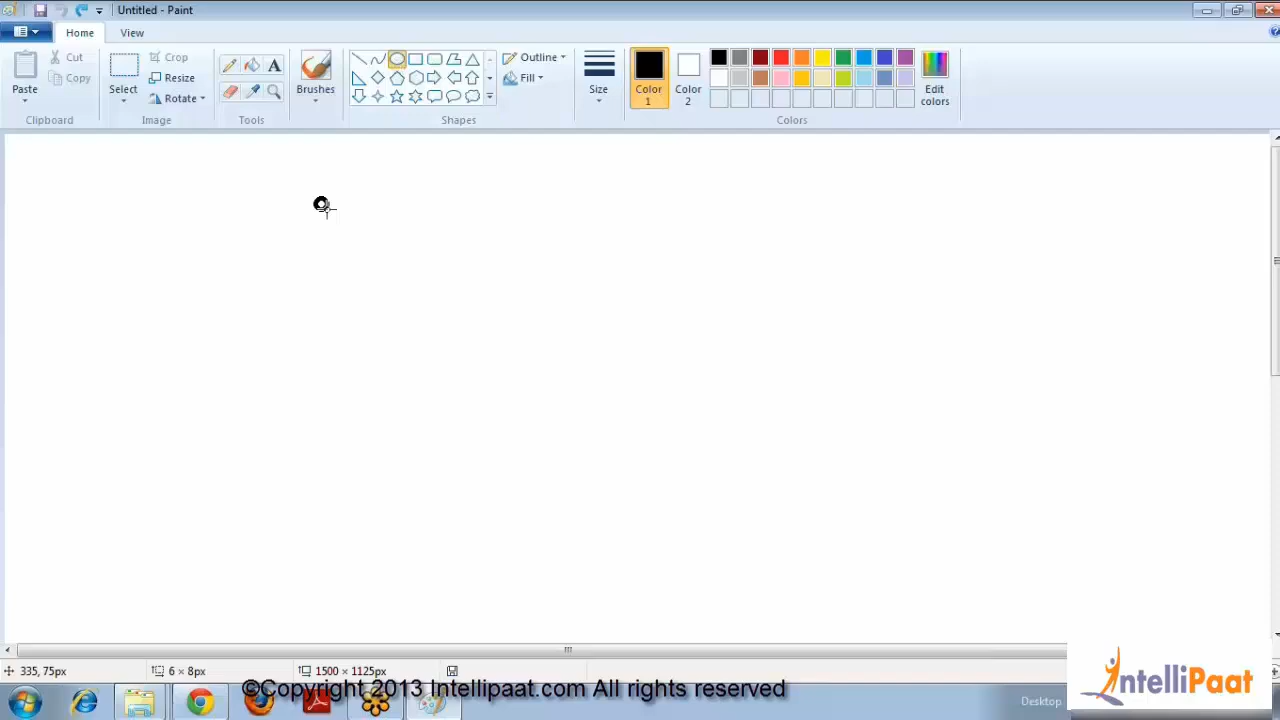 Untitled - Paint
Home View
Paste
Cut
Copy
Clipboard
Select
Crop
Resize
Rotate
Image
A
Tools
Brushes
Outline
Fill
Shapes
Size
Color 1
Color 2
Edit colors
Colors
335, 75px
6 × 8px
1500 × 1125px
©Copyright 2013 Intellipaat.com All rights reserved
Desktop
IntelliPaat